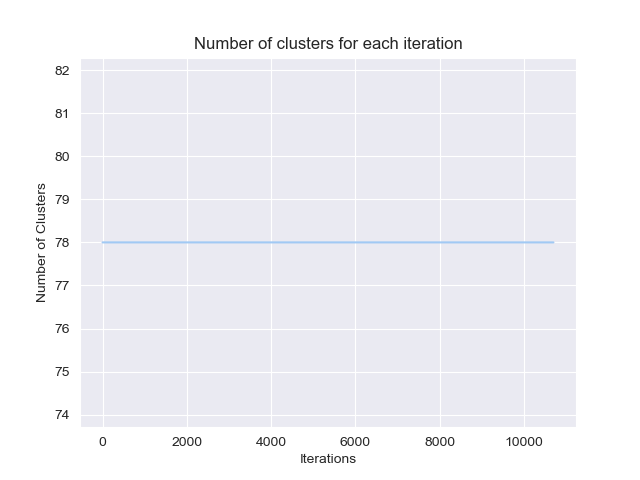 Number of clusters for each iteration
82
81
80
79
78
77
76
75
74
Number of Clusters
0 2000 4000 6000 8000 10000
Iterations